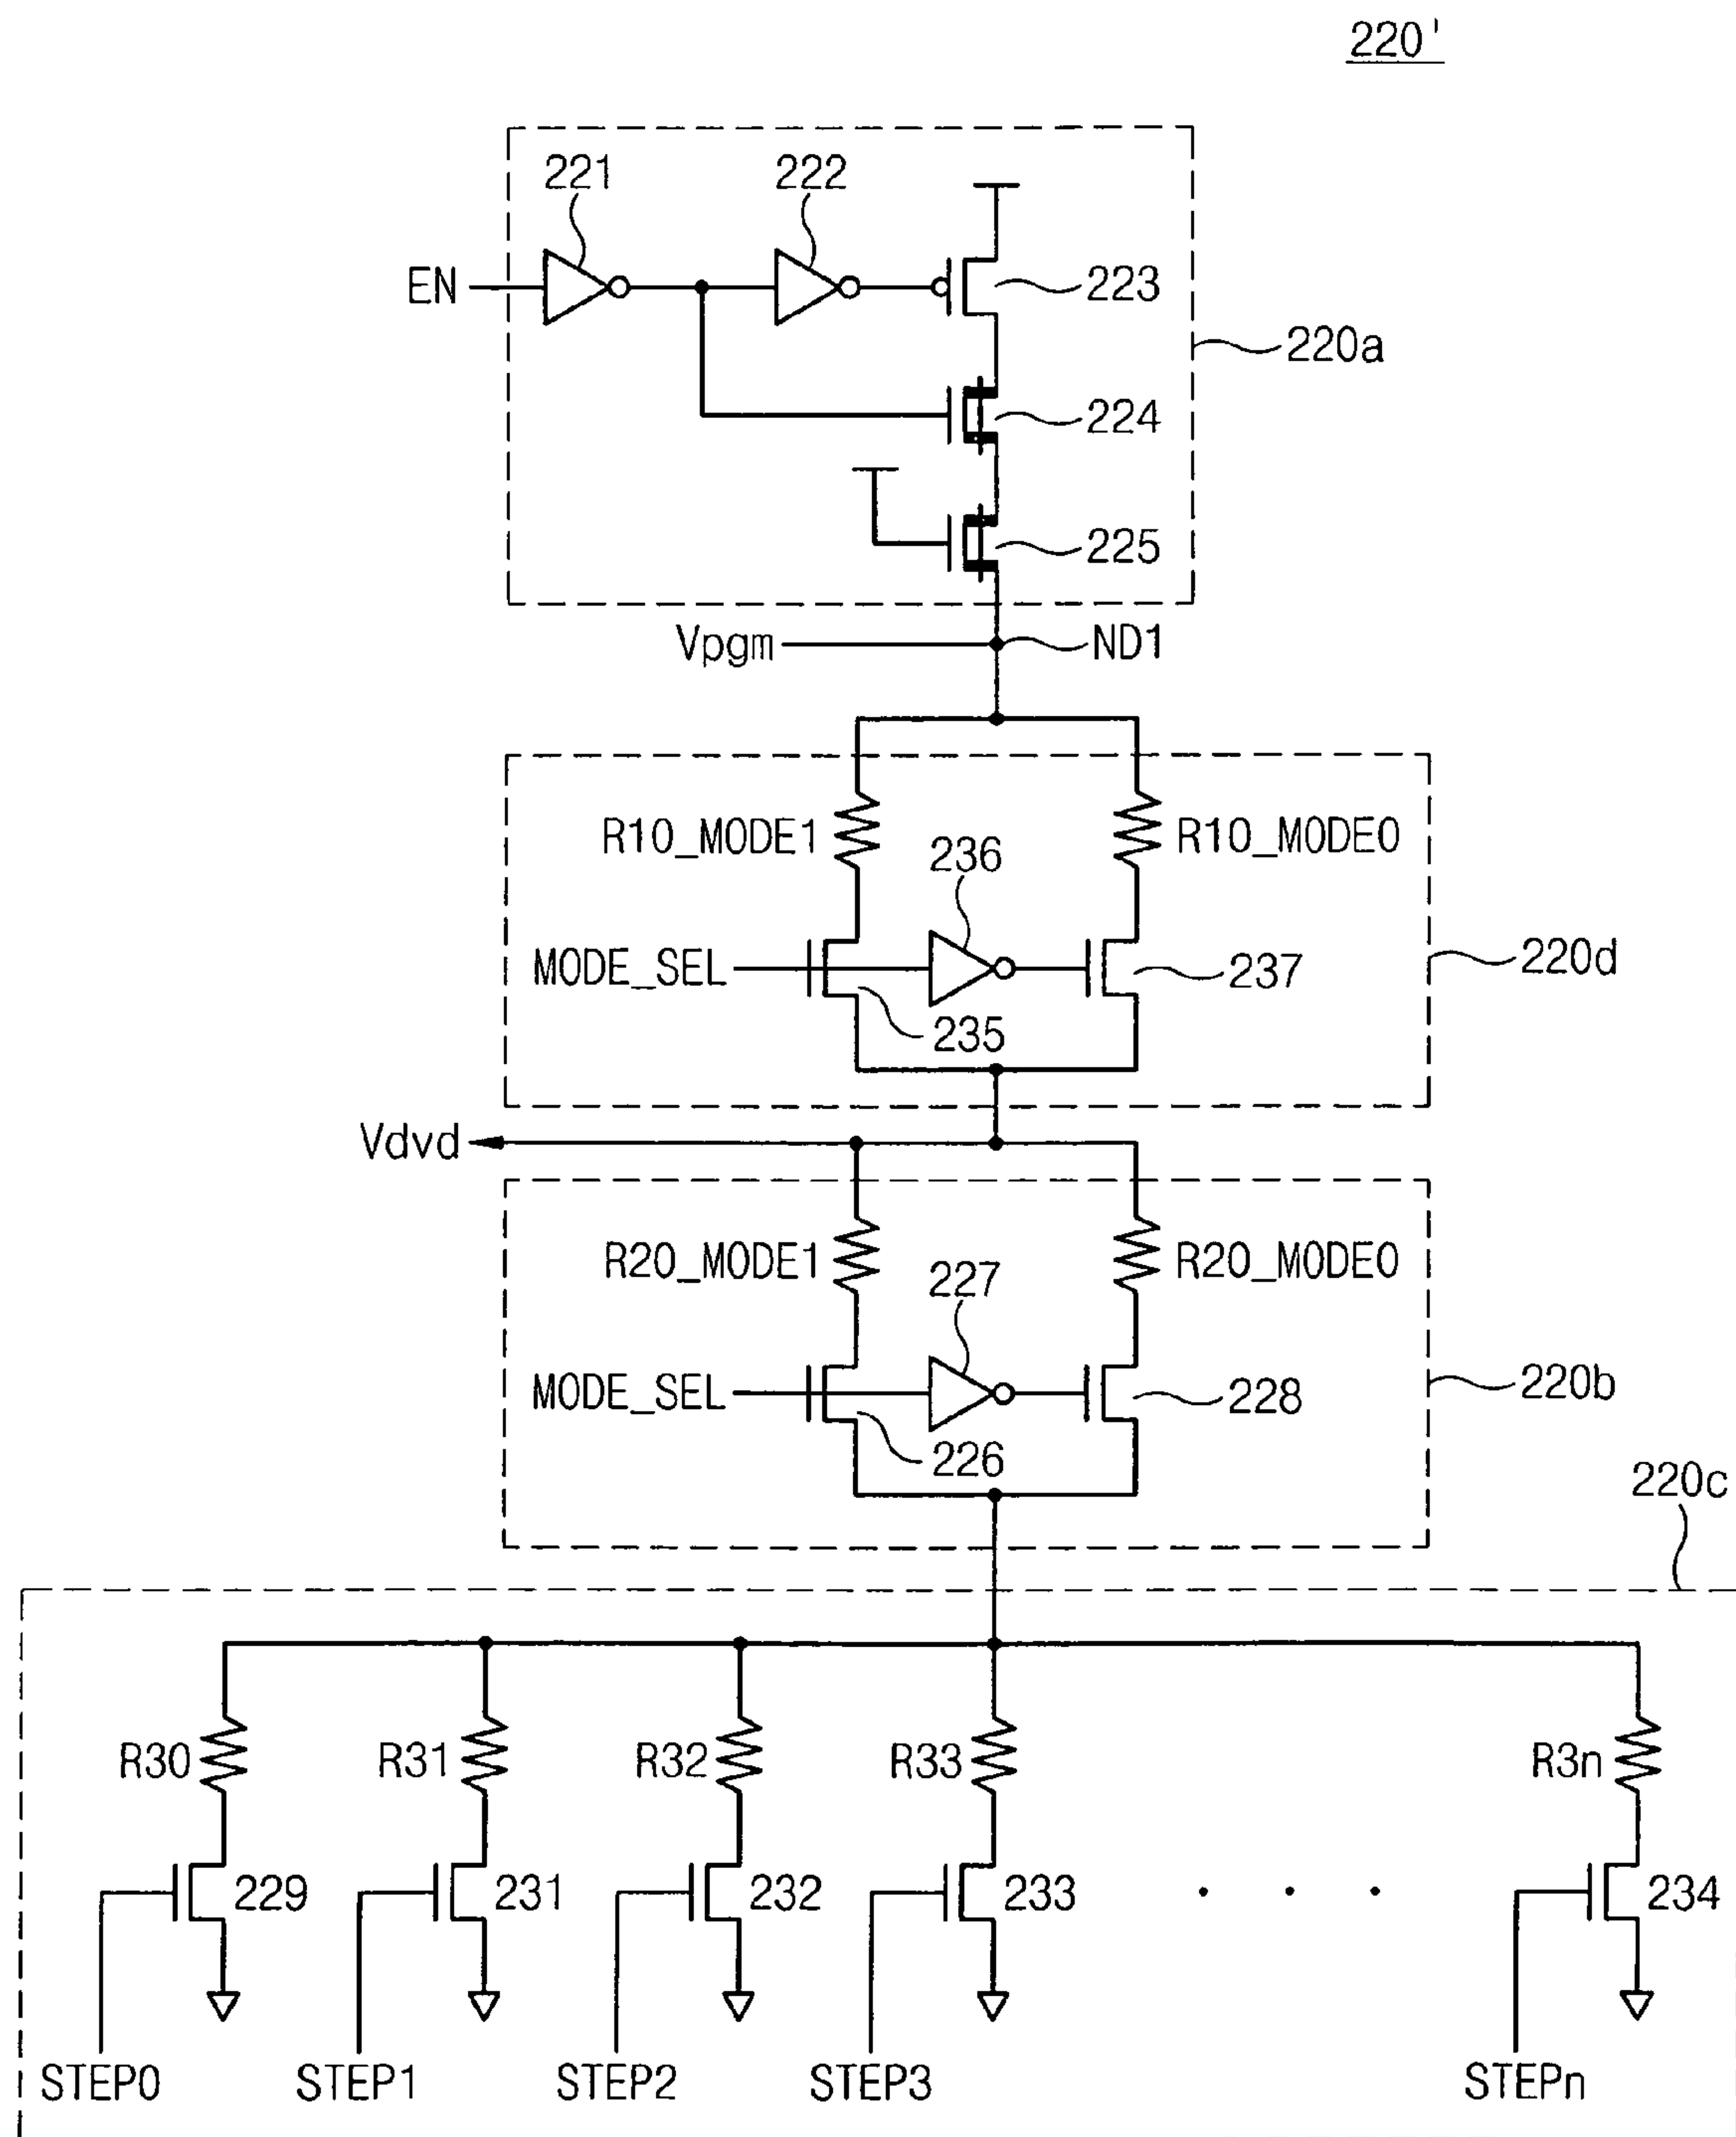 220'
221
222
EN
223
220a
224
225
Vpgm
ND1
R10_MODE1
R10_MODE0
236
MODE_SEL
237
220d
235
Vdvd
R20_MODE1
R20_MODE0
227
MODE_SEL
228
220b
226
220c
R30
R31
R32
R33
R3n
229
231
232
233
. . .
234
STEP0
STEP1
STEP2
STEP3
STEPn